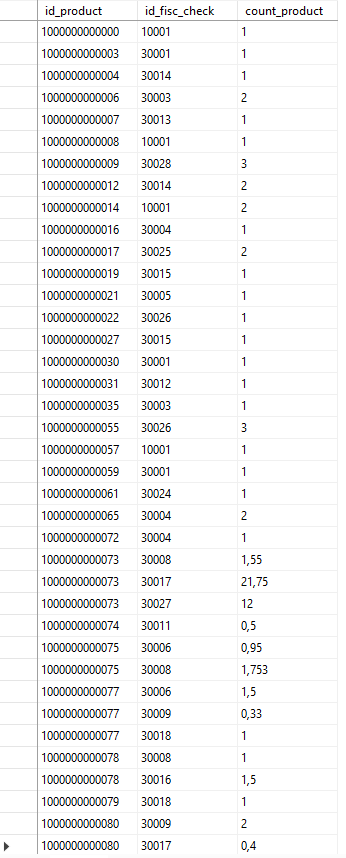 id_product id_fisc_check count_product
1000000000000 10001 1
1000000000003 30001 1
1000000000004 30014 1
1000000000006 30003 2
1000000000007 30013 1
1000000000008 10001 1
1000000000009 30028 3
1000000000012 30014 2
1000000000014 10001 2
1000000000016 30004 1
1000000000017 30025 2
1000000000019 30015 1
1000000000021 30005 1
1000000000022 30026 1
1000000000027 30015 1
1000000000030 30001 1
1000000000031 30012 1
1000000000035 30003 1
1000000000055 30026 3
1000000000057 10001 1
1000000000059 30001 1
1000000000061 30024 1
1000000000065 30004 2
1000000000072 30004 1
1000000000073 30008 1,55
1000000000073 30017 21,75
1000000000073 30027 12
1000000000074 30011 0,5
1000000000075 30006 0,95
1000000000075 30008 1,753
1000000000077 30006 1,5
1000000000077 30009 0,33
1000000000077 30018 1
1000000000078 30008 1
1000000000078 30016 1,5
1000000000079 30018 1
1000000000080 30009 2
1000000000080 30017 0,4